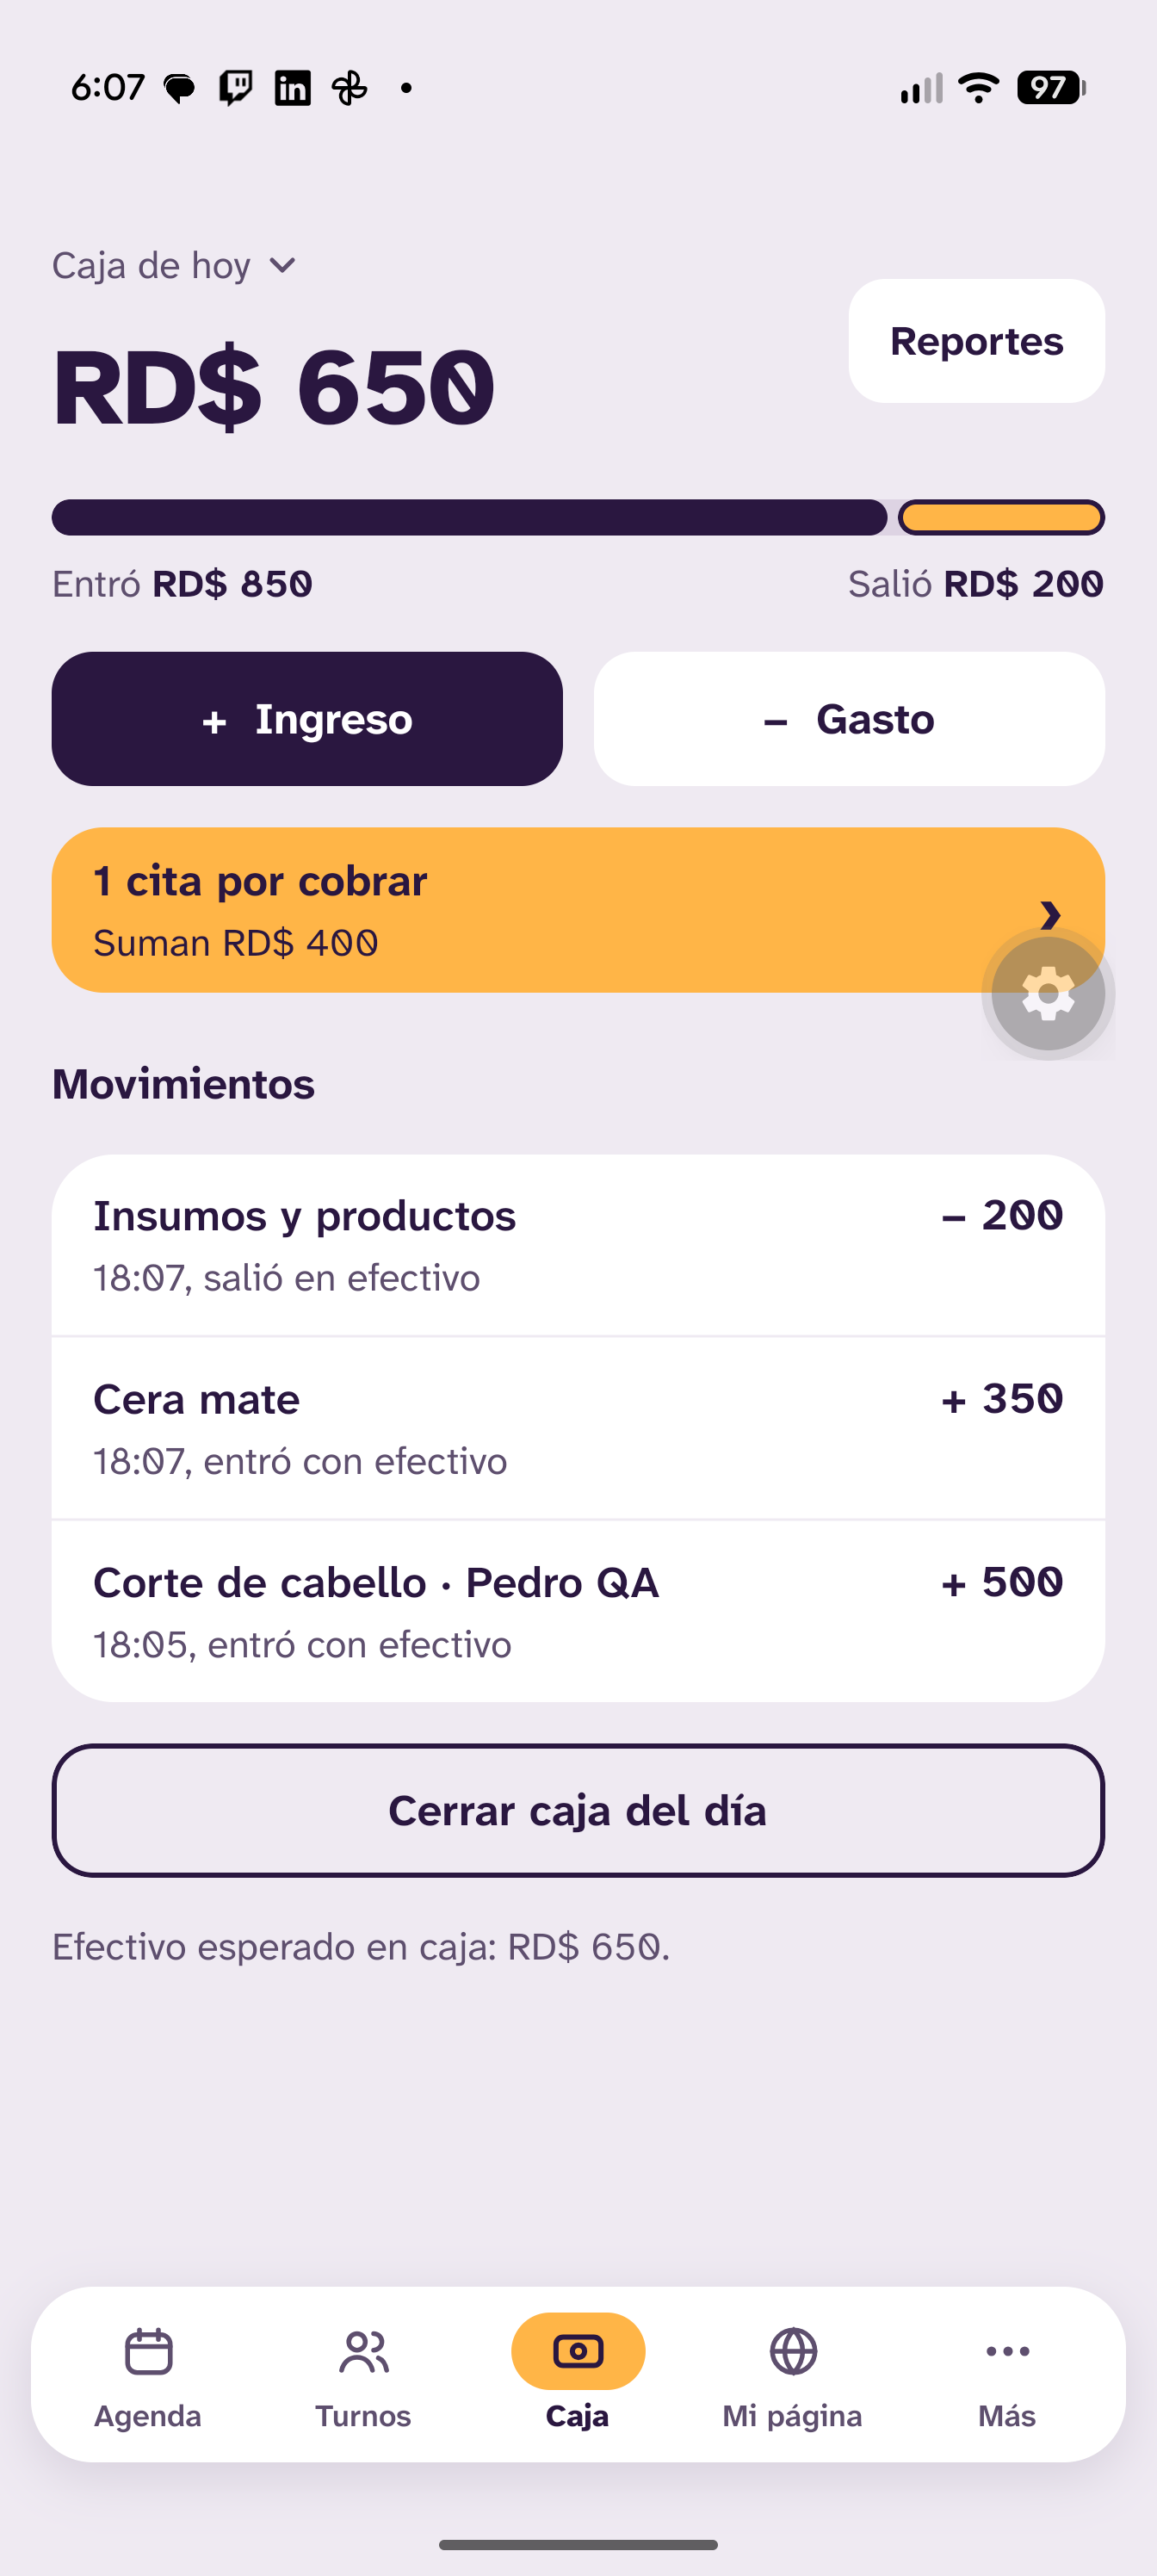 6:07
97
Caja de hoy
RD$ 650
Reportes
Entró RD$ 850
Salió RD$ 200
+ Ingreso
– Gasto
1 cita por cobrar
Suman RD$ 400
Movimientos
Insumos y productos
– 200
18:07, salió en efectivo
Cera mate
+ 350
18:07, entró con efectivo
Corte de cabello · Pedro QA
+ 500
18:05, entró con efectivo
Cerrar caja del día
Efectivo esperado en caja: RD$ 650.
Agenda
Turnos
Caja
Mi página
Más